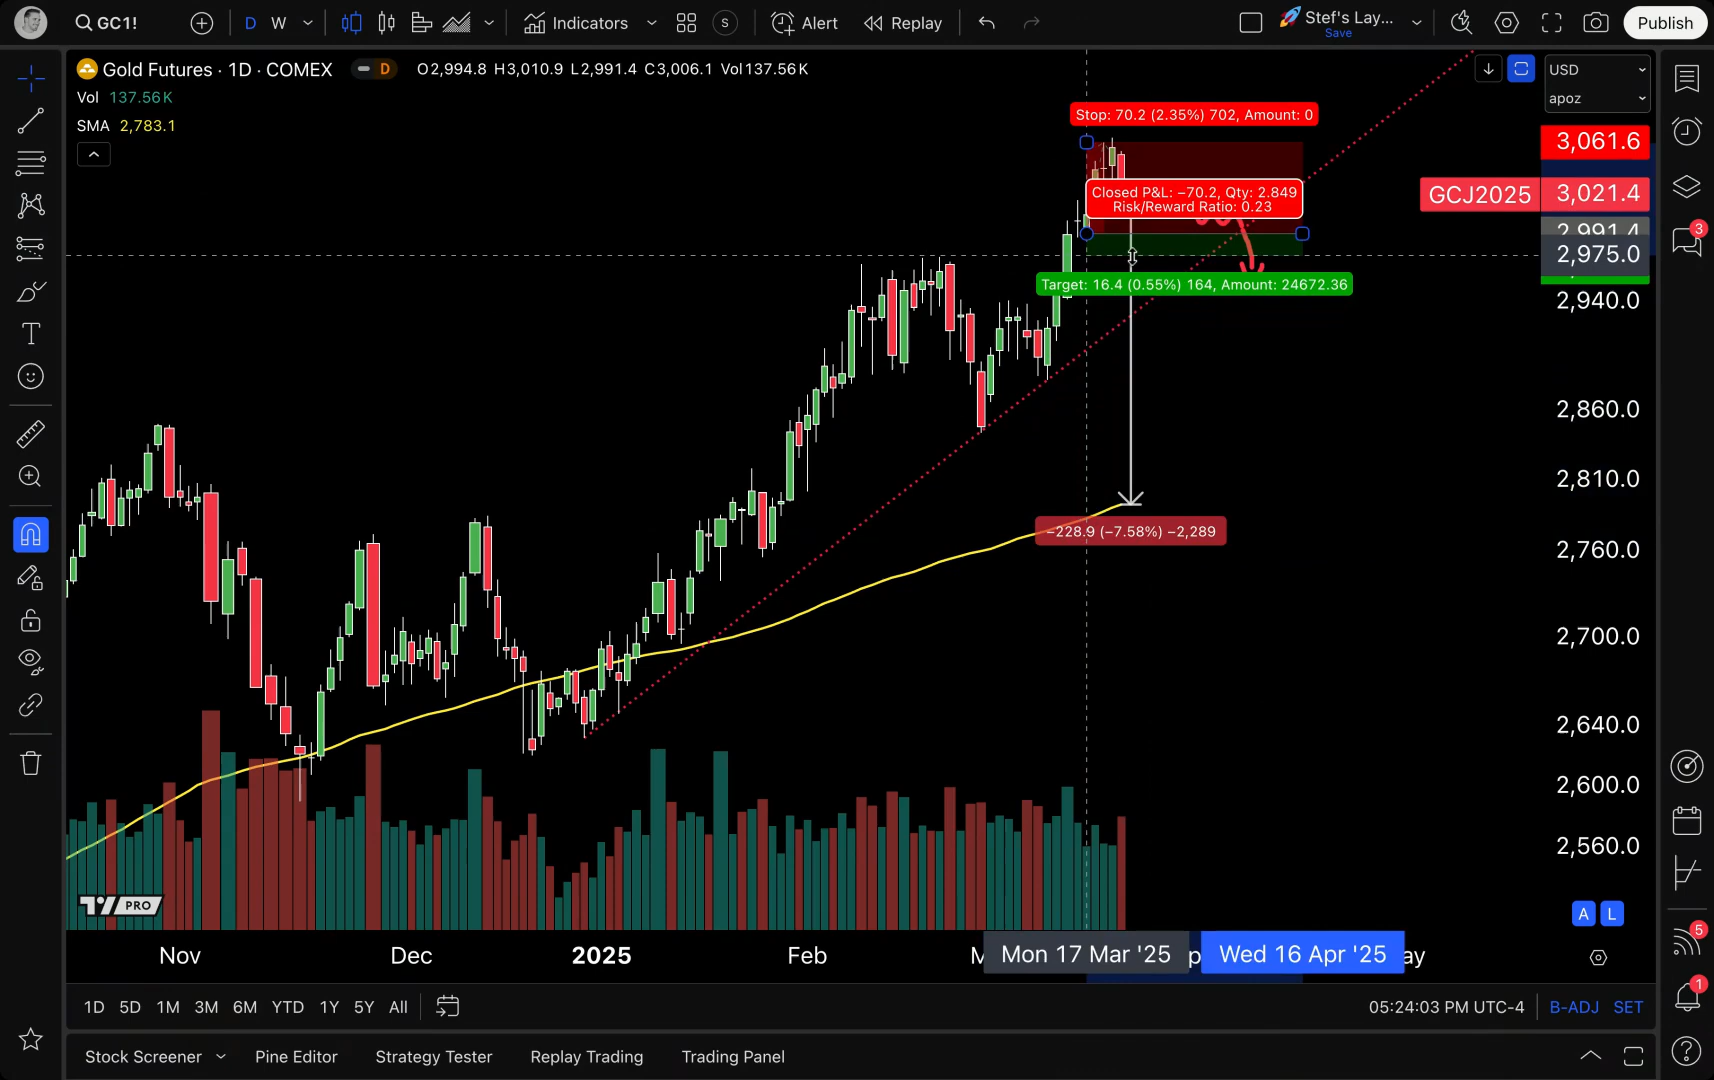 GC1!
D
W
Indicators
S
Alert
Replay
Stef's Lay...
Save
Publish
Gold Futures · 1D · COMEX
D
O2,994.8 H3,010.9 L2,991.4 C3,006.1 Vol137.56K
Vol 137.56K
SMA 2,783.1
USD
apoz
Stop: 70.2 (2.35%) 702, Amount: 0
Closed P&L: −70.2, Qty: 2.849
Risk/Reward Ratio: 0.23
Target: 16.4 (0.55%) 164, Amount: 24672.36
−228.9 (−7.58%) −2,289
3,061.6
GCJ2025 3,021.4
2,991.4
2,975.0
2,940.0
2,860.0
2,810.0
2,760.0
2,700.0
2,640.0
2,600.0
2,560.0
3
PRO
A L
Nov
Dec
2025
Feb
Mon 17 Mar '25
Wed 16 Apr '25
ay
1D 5D 1M 3M 6M YTD 1Y 5Y All
05:24:03 PM UTC-4
B-ADJ SET
5
1
Stock Screener
Pine Editor
Strategy Tester
Replay Trading
Trading Panel